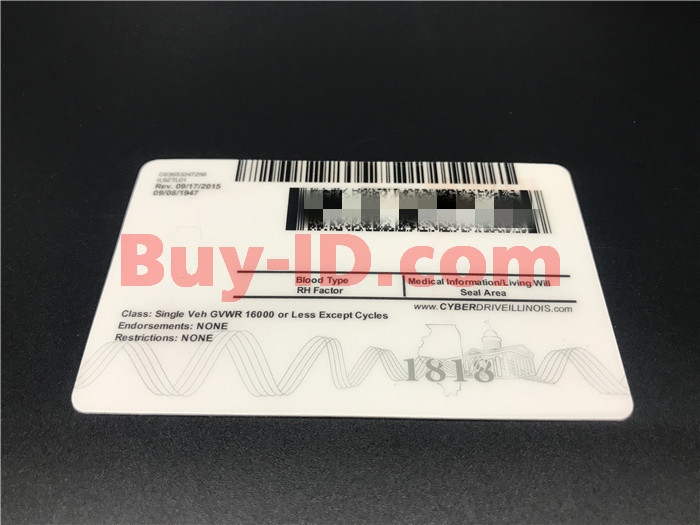 Rev. 09/17/2015
09/08/1947
Buy-ID.com
Blood Type
RH Factor
Medical Information/Living Will
Seal Area
www.CYBERDRIVEILLINOIS.com
Class: Single Veh GVWR 16000 or Less Except Cycles
Endorsements: NONE
Restrictions: NONE
1818